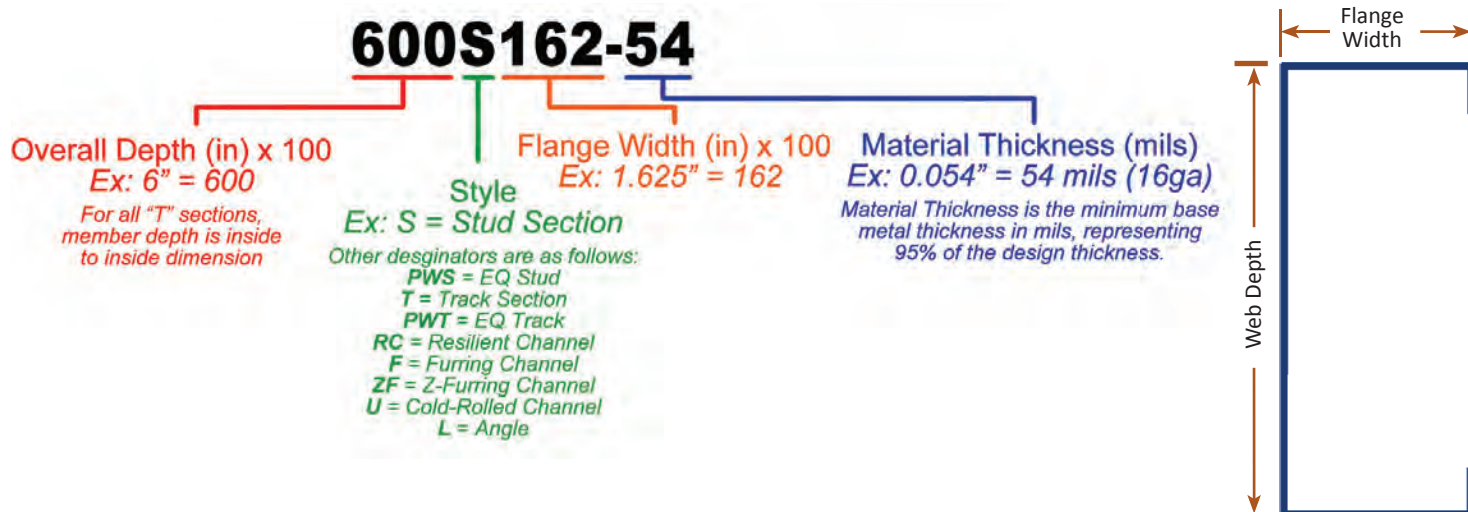 600S162-54
Overall Depth (in) x 100
Ex: 6” = 600
For all “T” sections,
member depth is inside
to inside dimension
Style
Ex: S = Stud Section
Other desginators are as follows:
PWS = EQ Stud
T = Track Section
PWT = EQ Track
RC = Resilient Channel
F = Furring Channel
ZF = Z-Furring Channel
U = Cold-Rolled Channel
L = Angle
Flange Width (in) x 100
Ex: 1.625” = 162
Material Thickness (mils)
Ex: 0.054” = 54 mils (16ga)
Material Thickness is the minimum base
metal thickness in mils, representing
95% of the design thickness.
Flange
Width
Web Depth